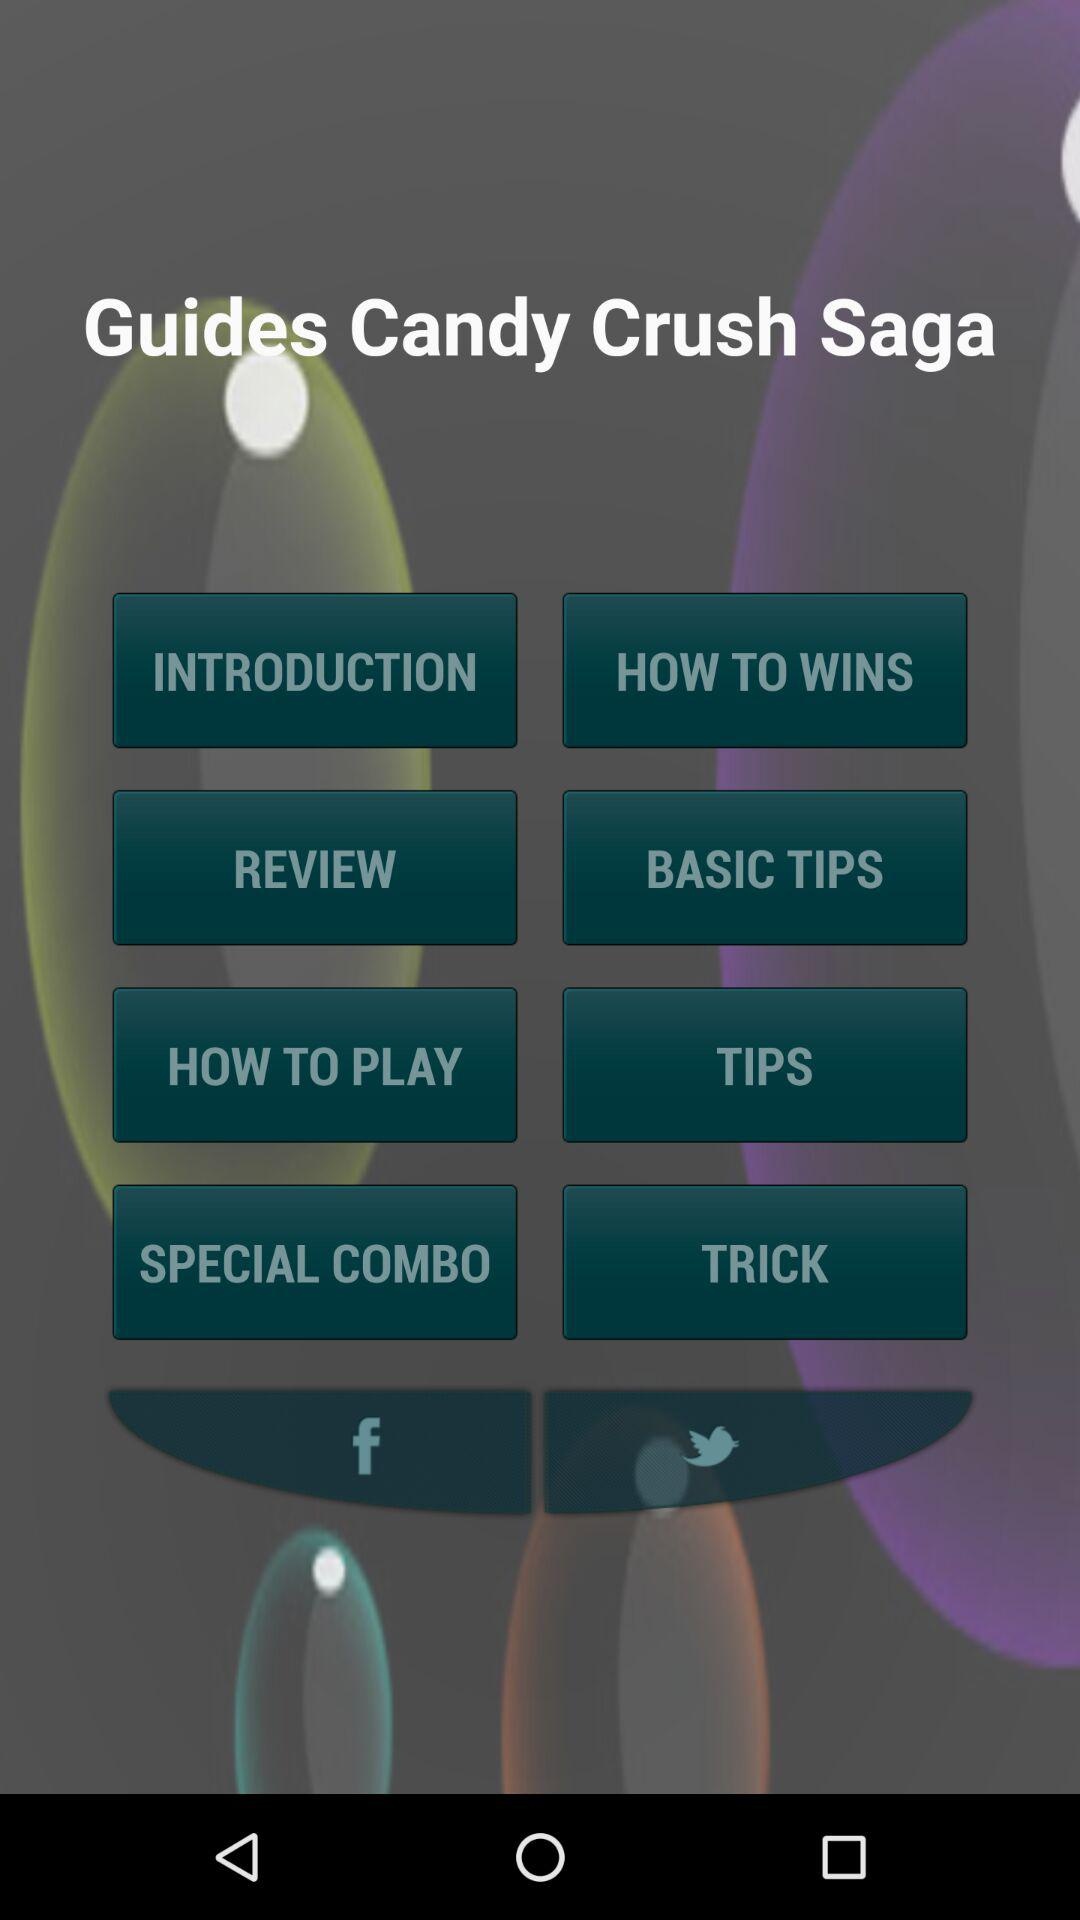 Guides Candy Crush Saga
INTRODUCTION
HOW TO WINS
REVIEW
BASIC TIPS
HOW TO PLAY
TIPS
SPECIAL COMBO
TRICK